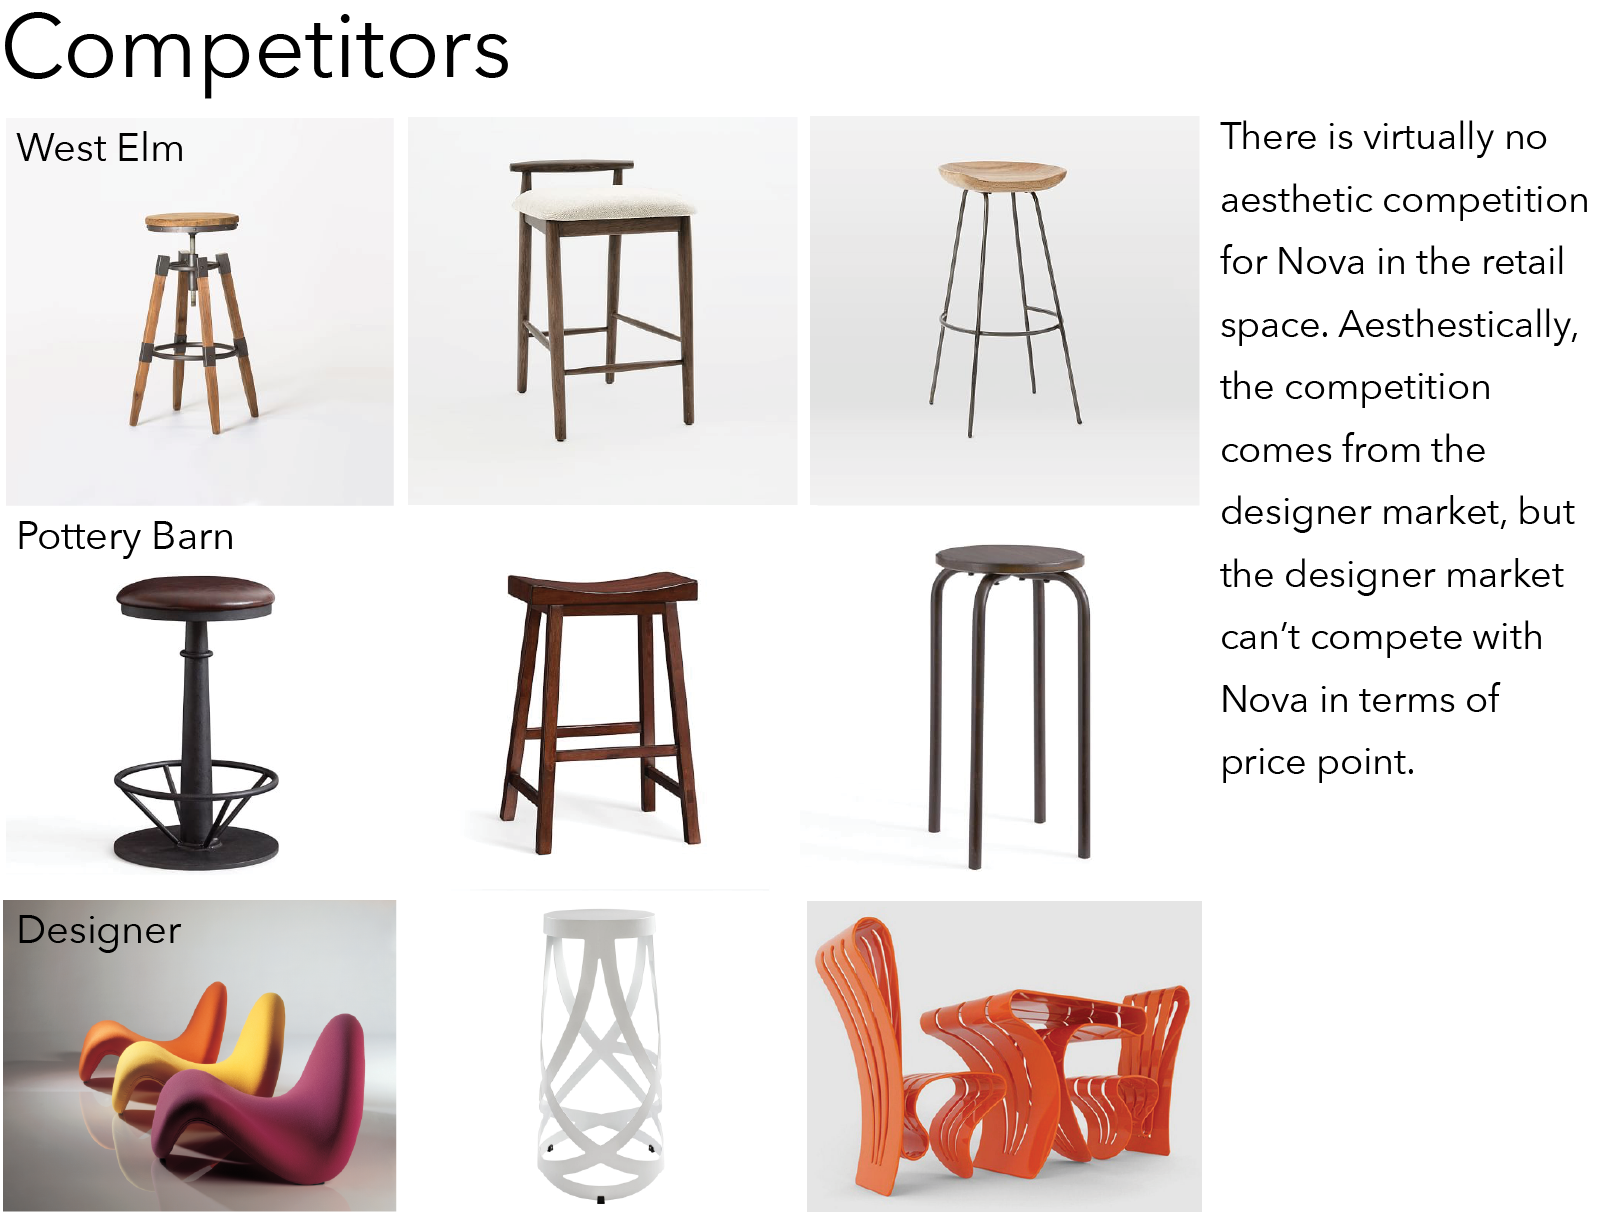 Competitors
West Elm
There is virtually no
aesthetic competition
for Nova in the retail
space. Aesthestically,
the competition
comes from the
designer market, but
the designer market
can’t compete with
Nova in terms of
price point.
Pottery Barn
Designer